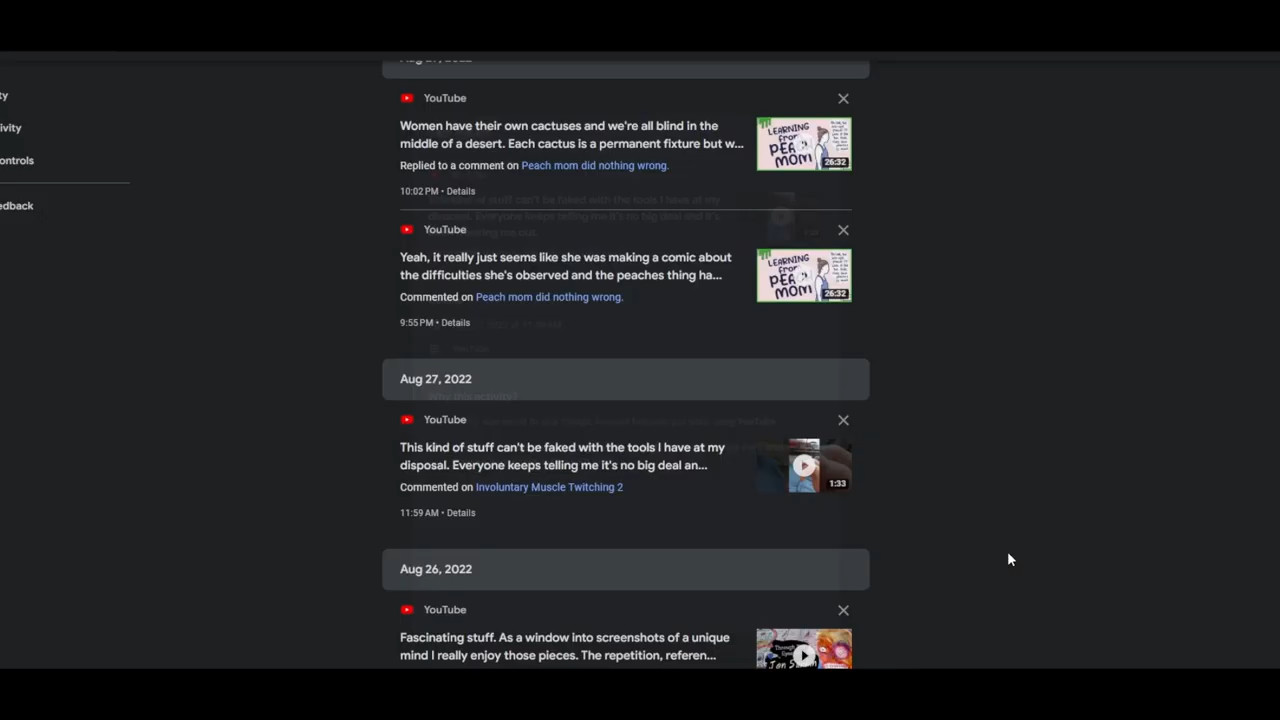 ty
YouTube
Women have their own cactuses and we're all blind in the
middle of a desert. Each cactus is a permanent fixture but w...
Replied to a comment on Peach mom did nothing wrong.
10:02 PM • Details
LEARNING
from
PEACH
MOM
26:32
ivity
ontrols
edback
YouTube
Yeah, it really just seems like she was making a comic about
the difficulties she's observed and the peaches thing ha...
Commented on Peach mom did nothing wrong.
9:55 PM • Details
LEARNING
from
PEACH
MOM
26:32
Aug 27, 2022
YouTube
This kind of stuff can't be faked with the tools I have at my
disposal. Everyone keeps telling me it's no big deal an...
Commented on Involuntary Muscle Twitching 2
11:59 AM • Details
1:33
Aug 26, 2022
YouTube
Fascinating stuff. As a window into screenshots of a unique
mind I really enjoy those pieces. The repetition, referen...